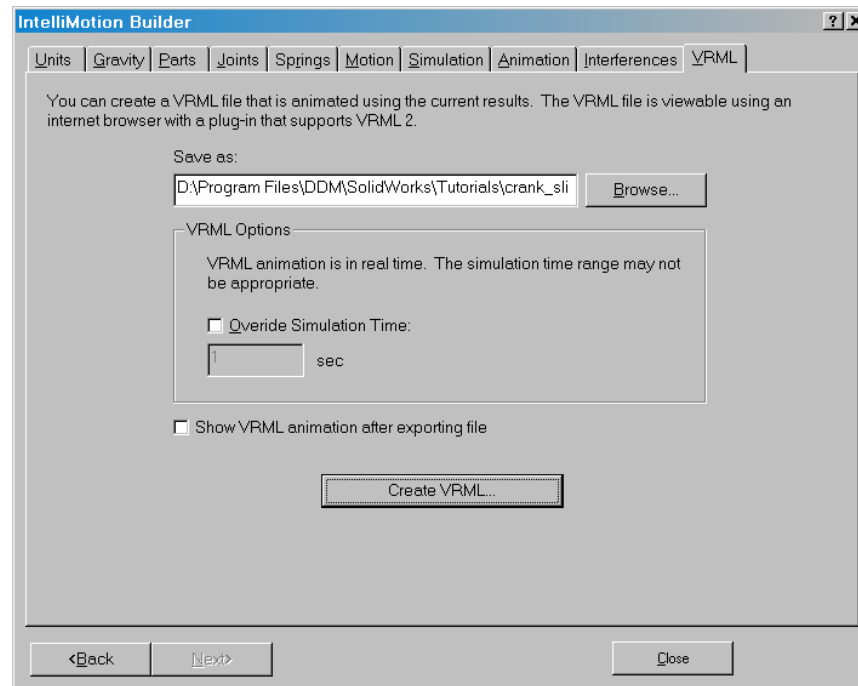 IntelliMotion Builder
? x
Units Gravity Parts Joints Springs Motion Simulation Animation Interferences VRML
You can create a VRML file that is animated using the current results. The VRML file is viewable using an
internet browser with a plug-in that supports VRML 2.
Save as:
D:\Program Files\DDM\SolidWorks\Tutorials\crank_sli Browse...
VRML Options
VRML animation is in real time. The simulation time range may not
be appropriate.
Overide Simulation Time:
1 sec
Show VRML animation after exporting file
Create VRML...
<Back Next> Close